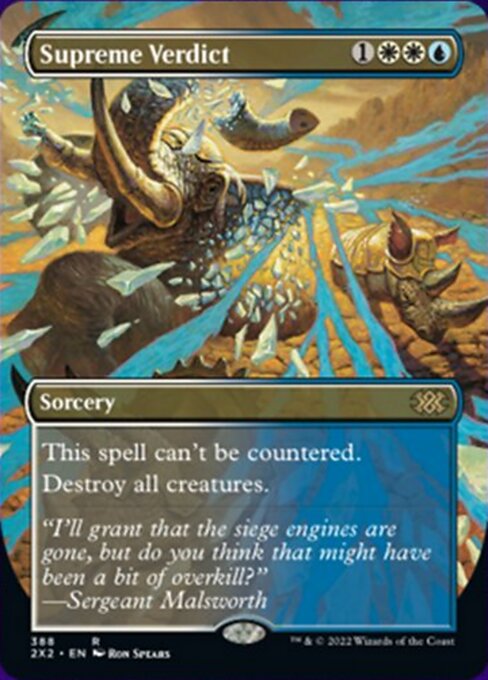 Supreme Verdict 1
Sorcery
This spell can't be countered.
Destroy all creatures.
“I'll grant that the siege engines are
gone, but do you think that might have
been a bit of overkill?”
—Sergeant Malsworth
388 R
2X2 • EN Ron Spears
™ & © 2022 Wizards of the Coast